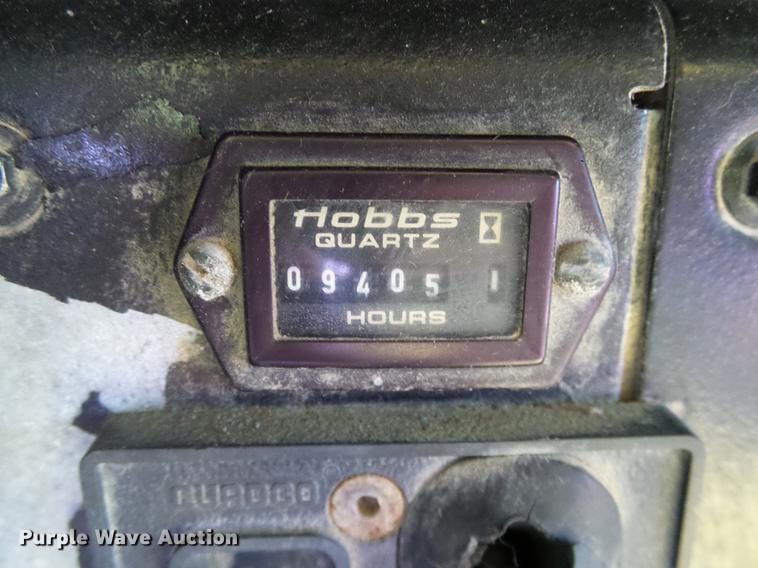 Hobbs
QUARTZ
09405 1
HOURS
Purple Wave Auction